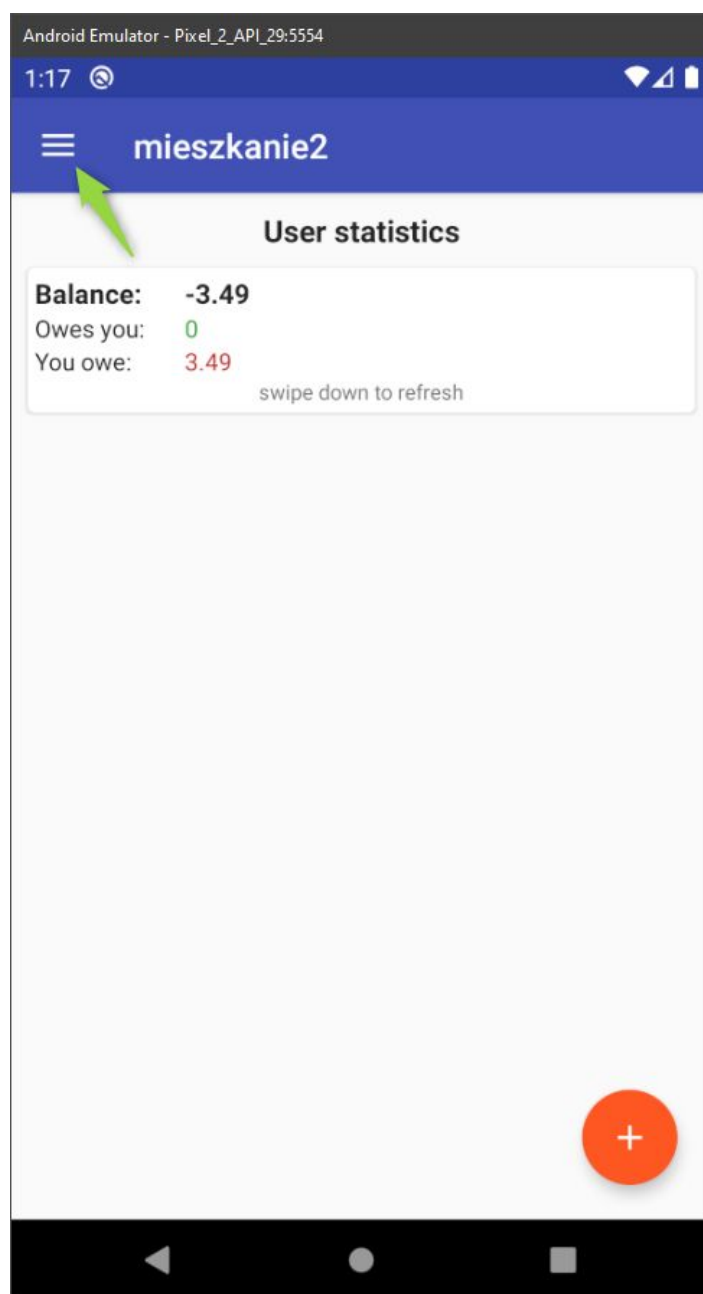 Android Emulator - Pixel_2_API_29:5554
1:17
mieszkanie2
User statistics
Balance: -3.49
Owes you: 0
You owe: 3.49
swipe down to refresh
+